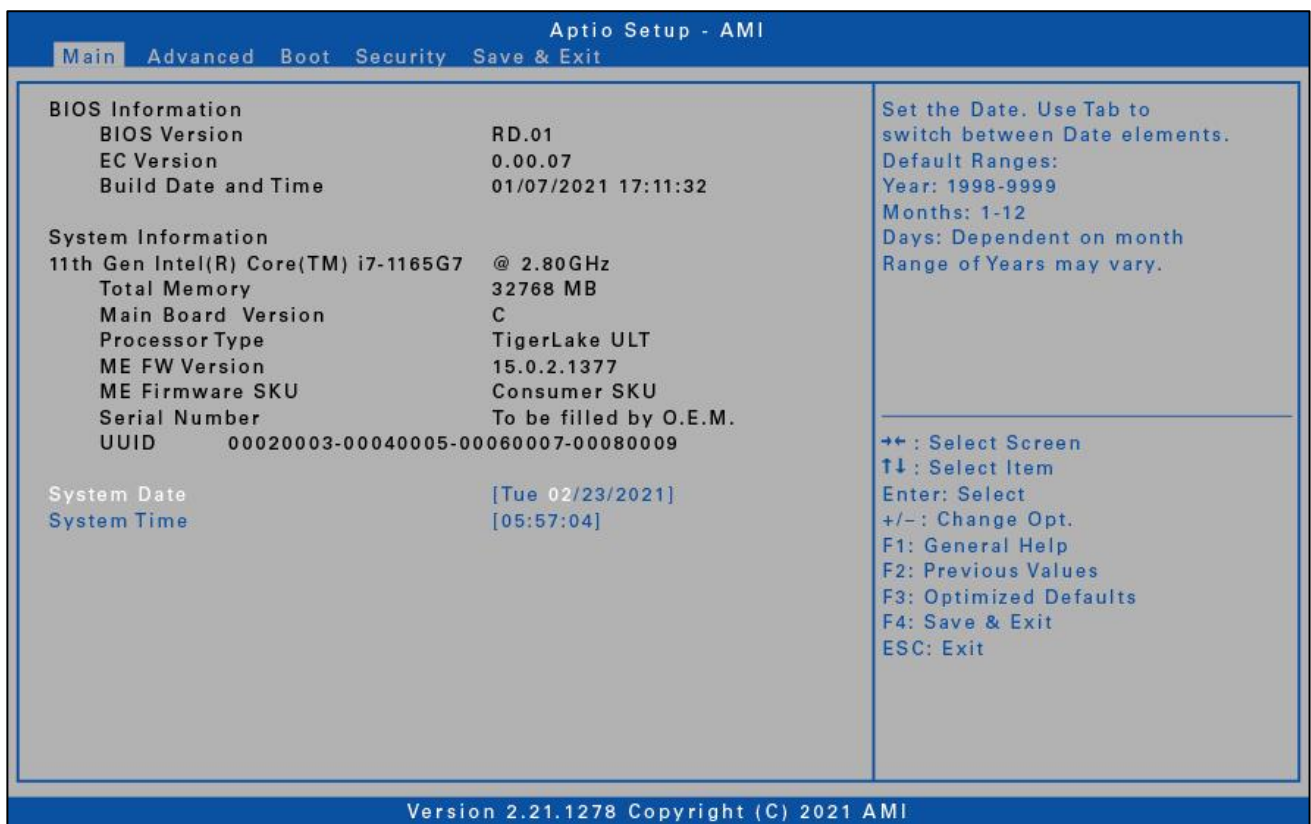 Aptio Setup - AMI
Main Advanced Boot Security Save & Exit
BIOS Information
BIOS Version RD.01
EC Version 0.00.07
Build Date and Time 01/07/2021 17:11:32
System Information
11th Gen Intel(R) Core(TM) i7-1165G7 @ 2.80GHz
Total Memory 32768 MB
Main Board Version C
Processor Type TigerLake ULT
ME FW Version 15.0.2.1377
ME Firmware SKU Consumer SKU
Serial Number To be filled by O.E.M.
UUID 00020003-00040005-00060007-00080009
System Date [Tue 02/23/2021]
System Time [05:57:04]
Set the Date. Use Tab to
switch between Date elements.
Default Ranges:
Year: 1998-9999
Months: 1-12
Days: Dependent on month
Range of Years may vary.
→← : Select Screen
↑↓ : Select Item
Enter: Select
+/– : Change Opt.
F1: General Help
F2: Previous Values
F3: Optimized Defaults
F4: Save & Exit
ESC: Exit
Version 2.21.1278 Copyright (C) 2021 AMI